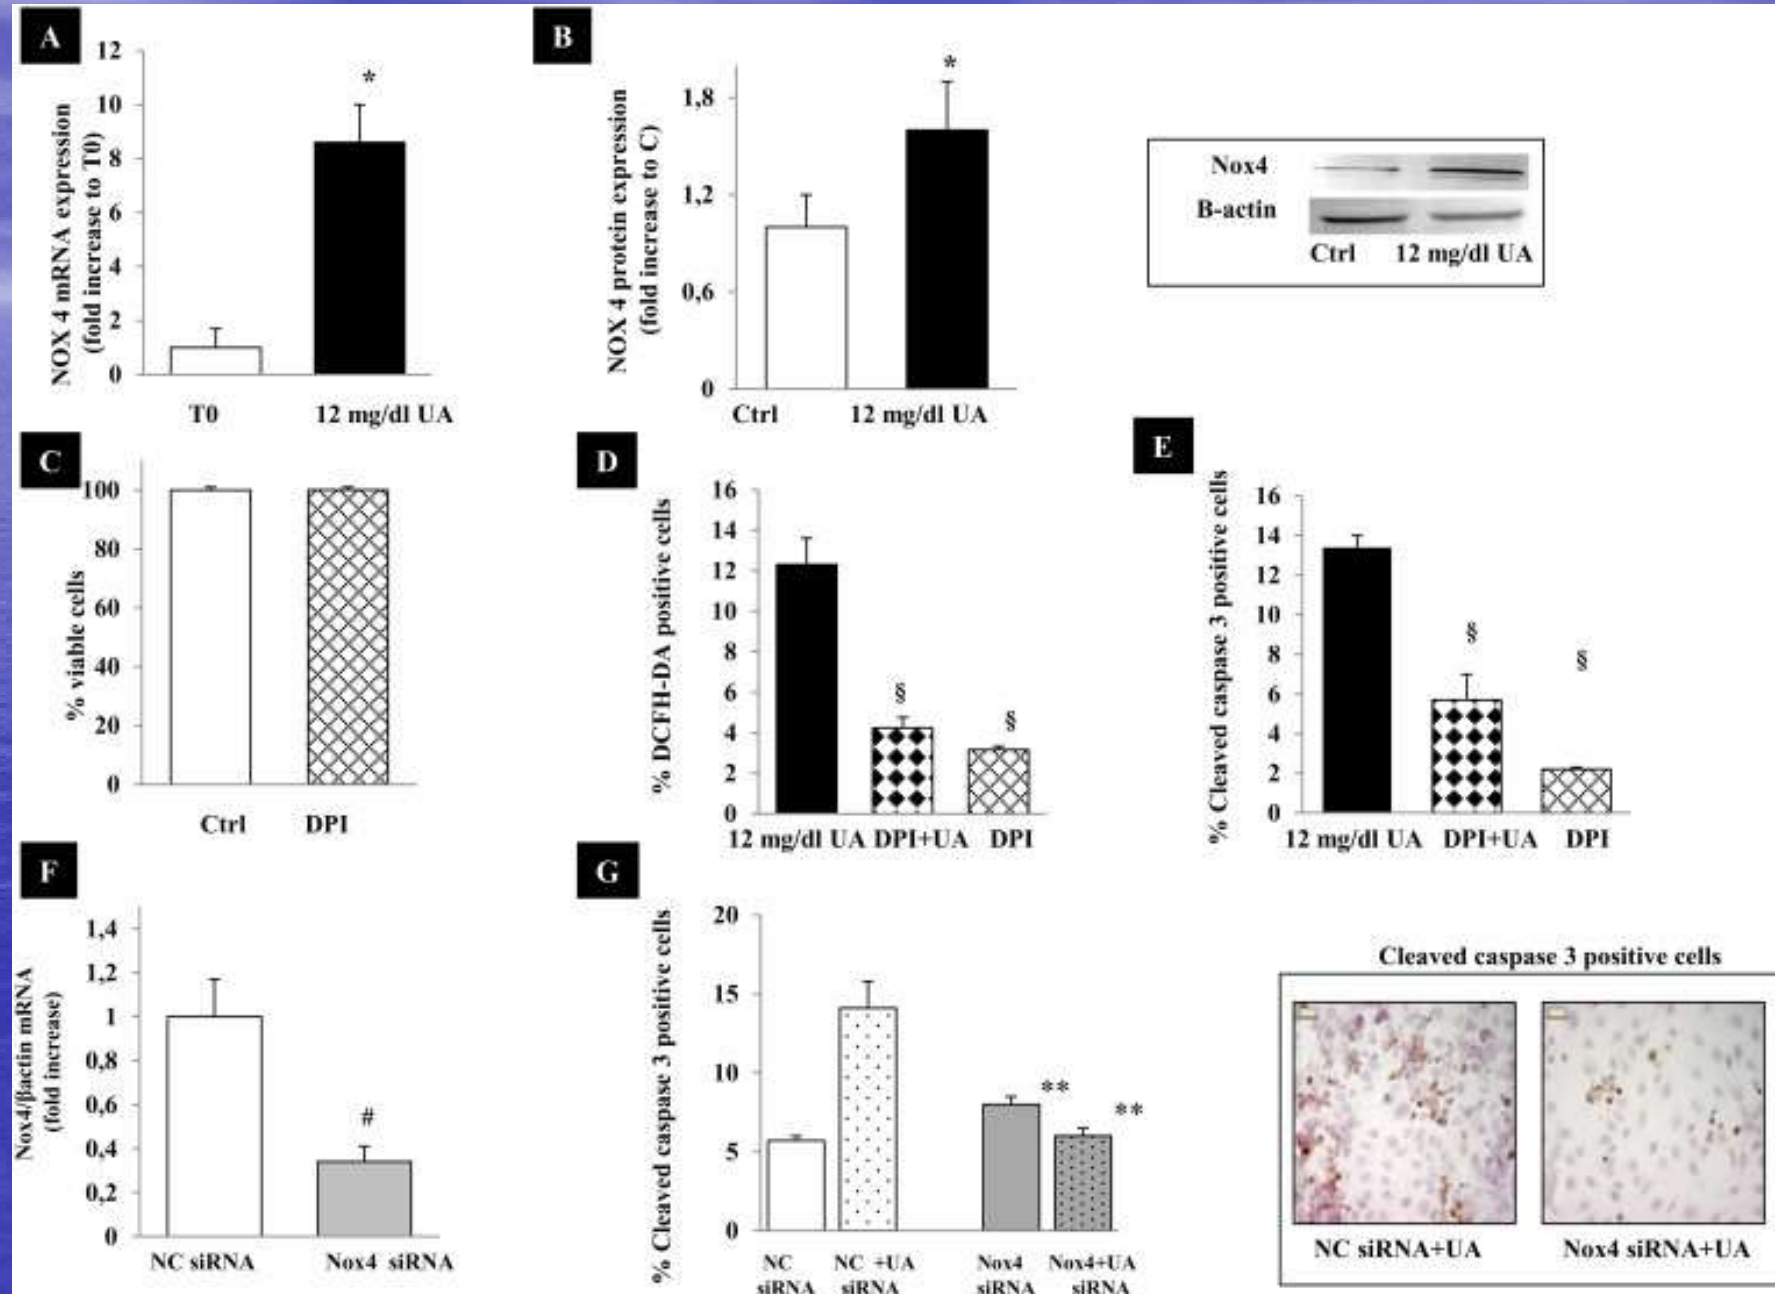 A
NOX 4 mRNA expression
(fold increase to T0)
12
10
8
6
4
2
0
*
T0
12 mg/dl UA
B
NOX 4 protein expression
(fold increase to C)
1,8
1,2
0,6
0
*
Ctrl
12 mg/dl UA
Nox4
B-actin
Ctrl
12 mg/dl UA
C
% viable cells
100
80
60
40
20
0
Ctrl
DPI
D
% DCFH-DA positive cells
16
14
12
10
8
6
4
2
0
§
§
12 mg/dl UA
DPI+UA
DPI
E
% Cleaved caspase 3 positive cells
16
14
12
10
8
6
4
2
0
§
§
12 mg/dl UA
DPI+UA
DPI
F
Nox4/βactin mRNA
(fold increase)
1,4
1,2
1
0,8
0,6
0,4
0,2
0
#
NC siRNA
Nox4 siRNA
G
% Cleaved caspase 3 positive cells
20
15
10
5
0
**
**
NC
siRNA
NC +UA
siRNA
Nox4
siRNA
Nox4+UA
siRNA
Cleaved caspase 3 positive cells
NC siRNA+UA
Nox4 siRNA+UA